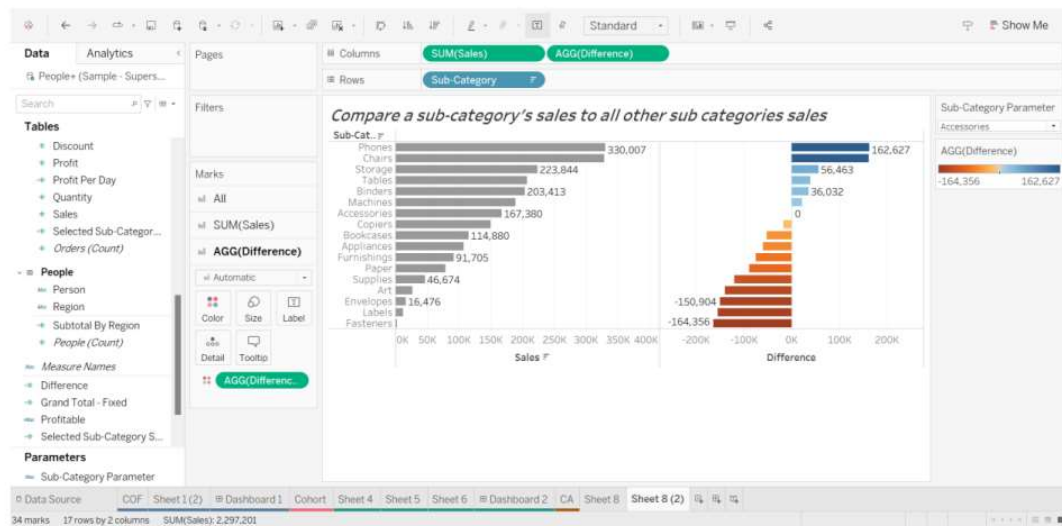 Standard
Show Me
Data
Analytics
Pages
Columns
SUM(Sales)
AGG(Difference)
People+ (Sample - Supers...
Rows
Sub-Category
Search
Tables
Discount
Profit
Profit Per Day
Quantity
Sales
Selected Sub-Categor...
Orders (Count)
People
Person
Region
Subtotal By Region
People (Count)
Measure Names
Difference
Grand Total - Fixed
Profitable
Selected Sub-Category S...
Parameters
Sub-Category Parameter
Filters
Marks
All
SUM(Sales)
AGG(Difference)
Automatic
Color
Size
Label
Detail
Tooltip
AGG(Differenc..
Compare a sub-category's sales to all other sub categories sales
Sub-Cat..
Phones 330,007 162,627
Chairs
Storage 223,844 56,463
Tables
Binders 203,413 36,032
Machines
Accessories 167,380 0
Copiers
Bookcases 114,880
Appliances
Furnishings 91,705
Paper
Supplies 46,674
Art
Envelopes 16,476 -150,904
Labels
Fasteners -164,356
0K 50K 100K 150K 200K 250K 300K 350K 400K -200K -100K 0K 100K 200K
Sales
Difference
Sub-Category Parameter
Accessories
AGG(Difference)
-164,356 162,627
Data Source
COF
Sheet 1 (2)
Dashboard 1
Cohort
Sheet 4
Sheet 5
Sheet 6
Dashboard 2
CA
Sheet 8
Sheet 8 (2)
34 marks 17 rows by 2 columns SUM(Sales): 2,297,201